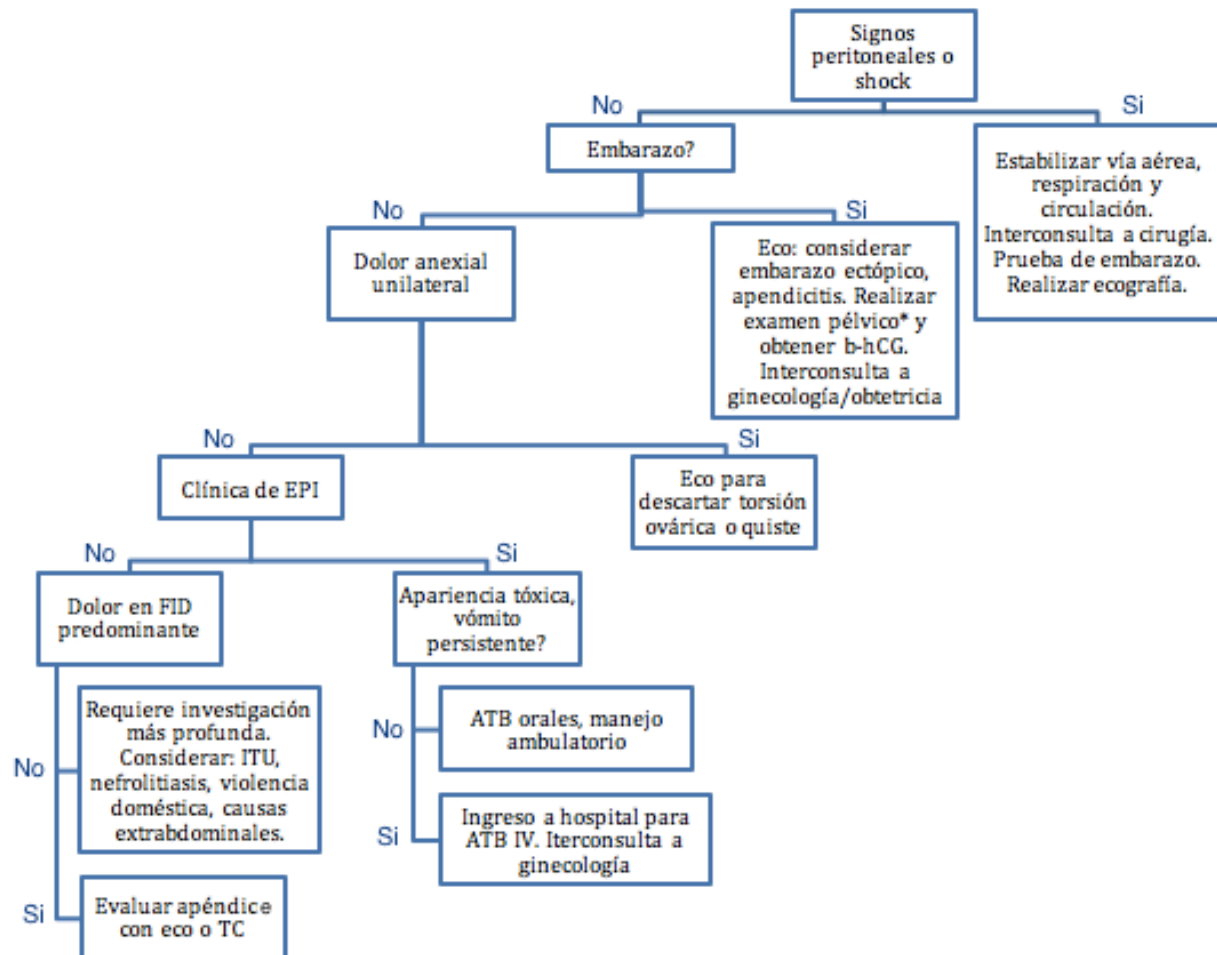 Signos
peritoneales o
shock
No
Si
Embarazo?
Estabilizar vía aérea,
respiración y
circulación.
Interconsulta a cirugía.
Prueba de embarazo.
Realizar ecografía.
No
Si
Dolor anexial
unilateral
Eco: considerar
embarazo ectópico,
apendicitis. Realizar
examen pélvico* y
obtener b-hCG.
Interconsulta a
ginecología/obtetricia
No
Si
Clínica de EPI
Eco para
descartar torsión
ovárica o quiste
No
Si
Dolor en FID
predominante
Apariencia tóxica,
vómito
persistente?
No
Requiere investigación
más profunda.
Considerar: ITU,
nefrolitiasis, violencia
doméstica, causas
extrabdominales.
No
ATB orales, manejo
ambulatorio
Si
Ingreso a hospital para
ATB IV. Iterconsulta a
ginecología
Si
Evaluar apéndice
con eco o TC